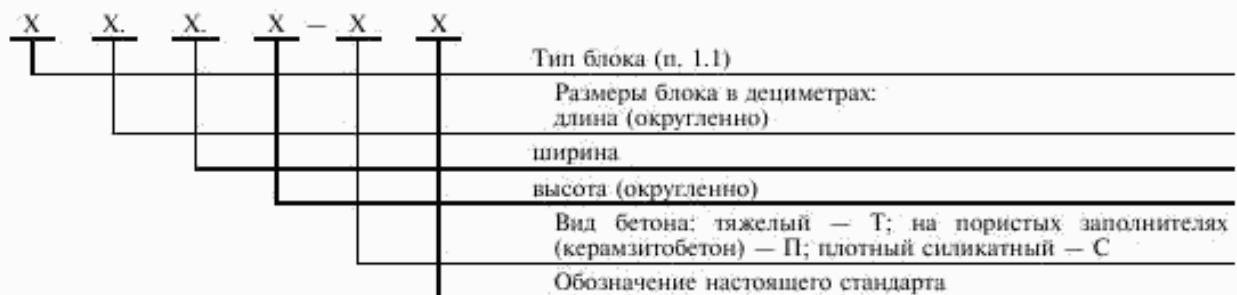 X X. X. X – X X
Тип блока (п. 1.1)
Размеры блока в дециметрах:
длина (округленно)
ширина
высота (округленно)
Вид бетона: тяжелый — Т; на пористых заполнителях
(керамзитобетон) — П; плотный силикатный — С
Обозначение настоящего стандарта